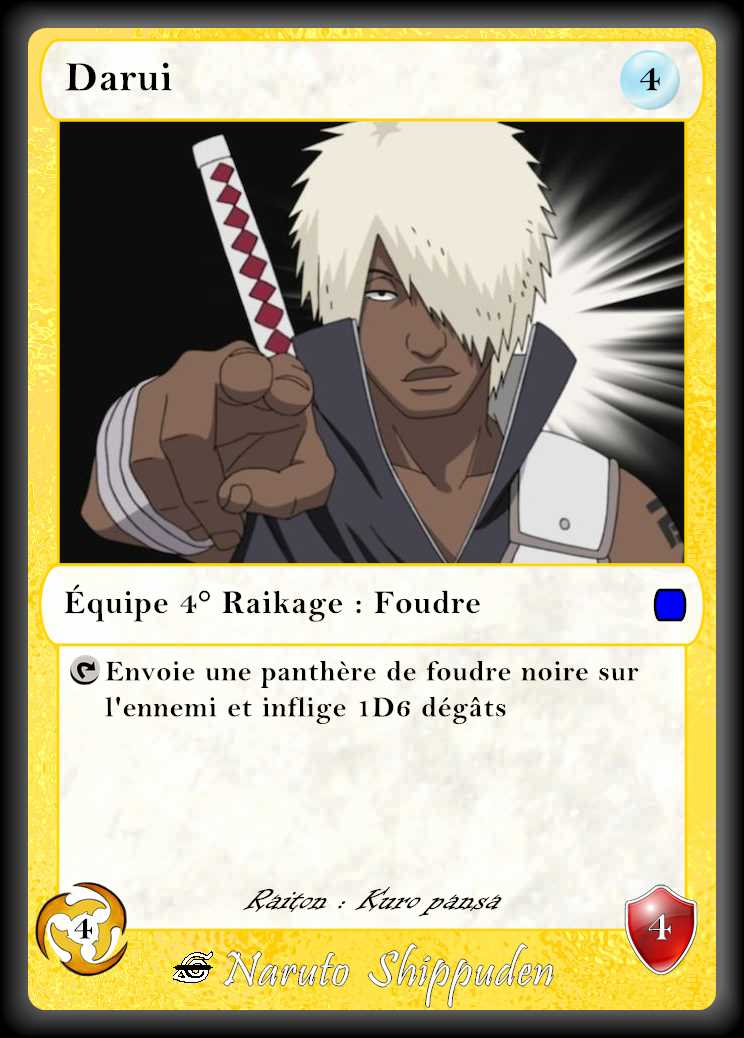 Darui
4
Équipe 4° Raikage : Foudre
Envoie une panthère de foudre noire sur
l'ennemi et inflige 1D6 dégâts
Raiton : Kuro pansa
4
4
Naruto Shippuden